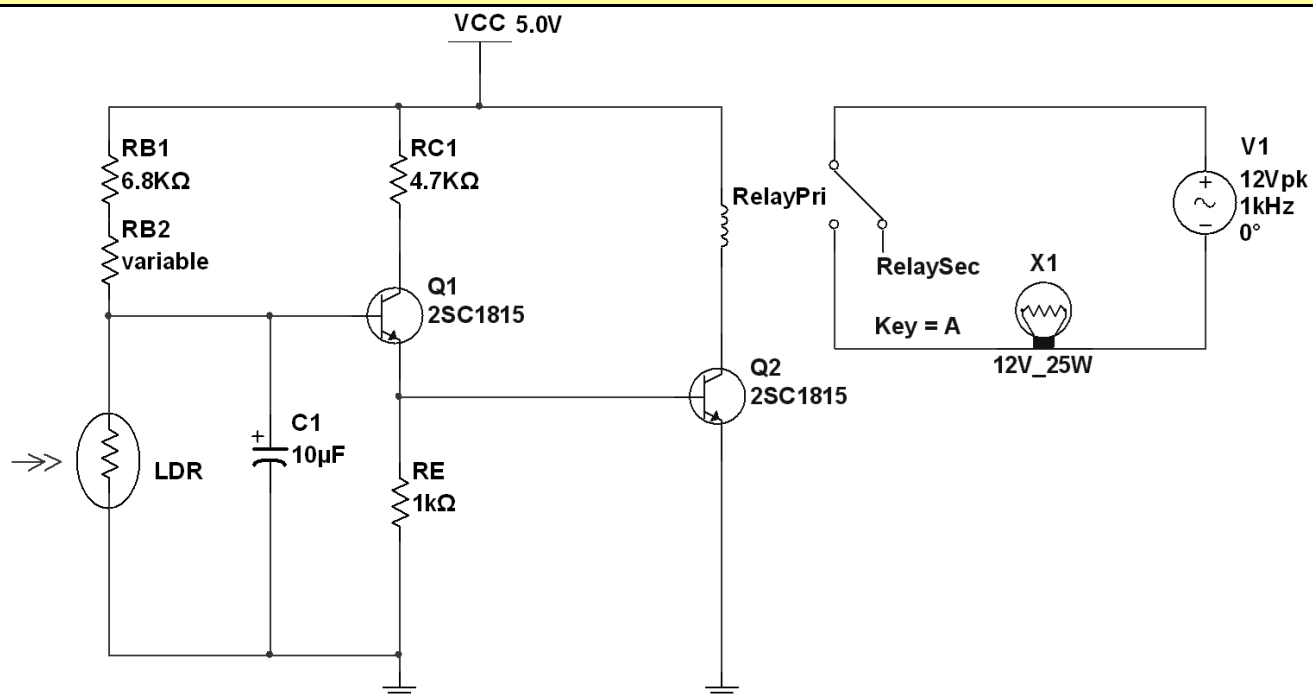 VCC 5.0V
RB1
6.8KΩ
RB2
variable
RC1
4.7KΩ
Q1
2SC1815
C1
+
10µF
LDR
RE
1kΩ
RelayPri
Q2
2SC1815
RelaySec
Key = A
X1
12V_25W
V1
+
12Vpk
1kHz
0°